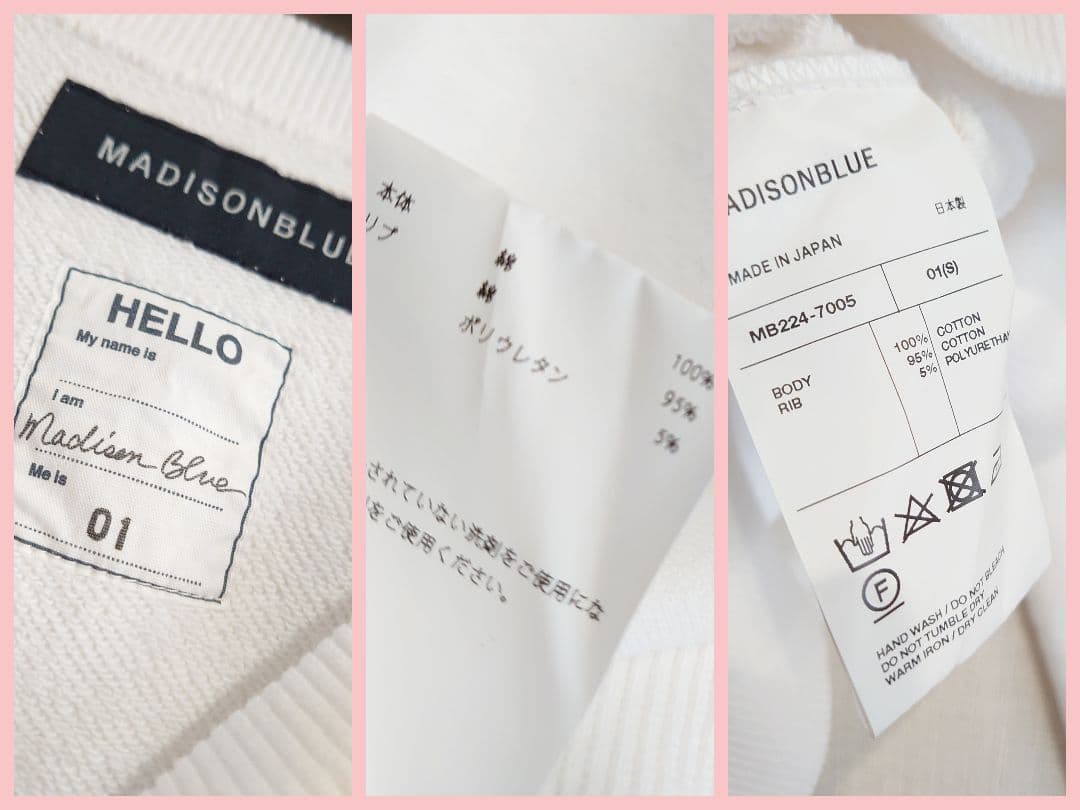 MADISONBLUE
HELLO
My name is
i am
Madison Blue
Me is
01
本体
リブ
綿
綿
ポリウレタン
100%
95%
5%
されていない洗剤をご使用にな
をご使用ください。
ADISONBLUE
日本製
MADE IN JAPAN
MB224-7005 01(S)
BODY 100% COTTON
RIB 95% COTTON
5% POLYURETHA
F
HAND WASH / DO NOT BLEACH
DO NOT TUMBLE DRY
WARM IRON / DRY CLEAN